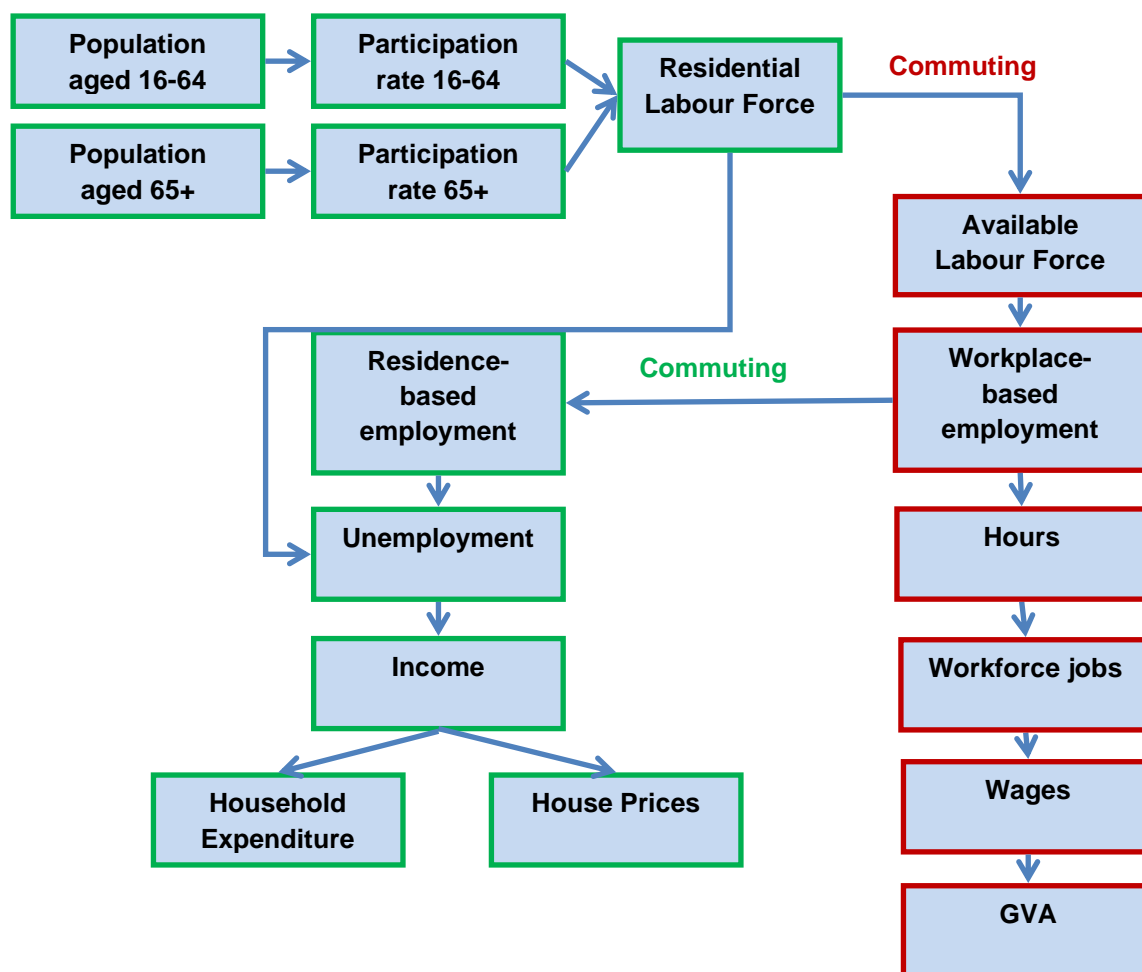 Population
aged 16-64
Participation
rate 16-64
Residential
Labour Force
Commuting
Population
aged 65+
Participation
rate 65+
Available
Labour Force
Residence-
based
employment
Commuting
Workplace-
based
employment
Unemployment
Hours
Income
Workforce jobs
Household
Expenditure
House Prices
Wages
GVA